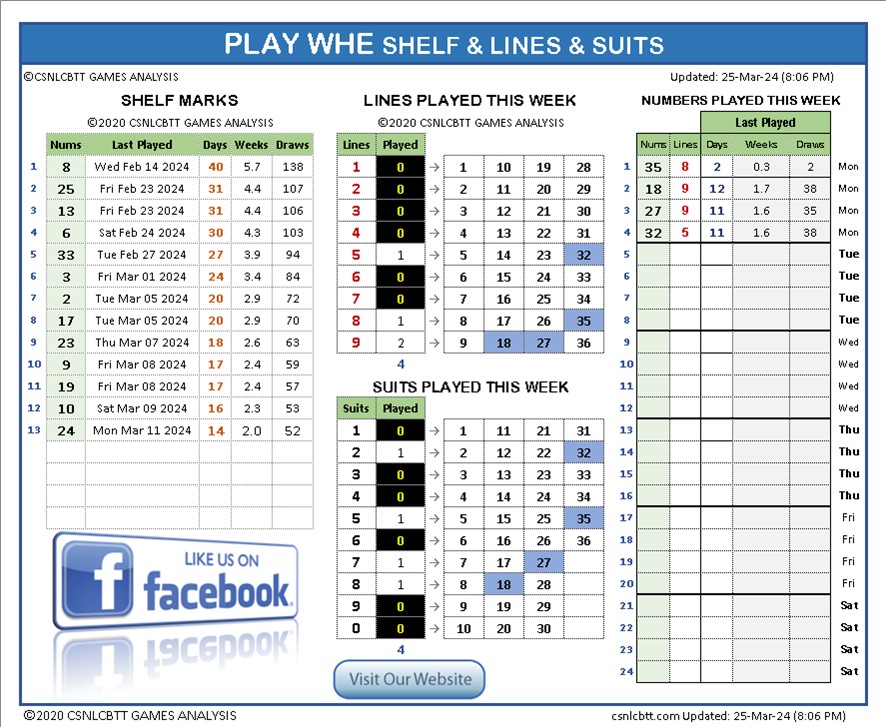 PLAY WHE SHELF & LINES & SUITS
©CSNLCBTT GAMES ANALYSIS
Updated: 25-Mar-24 (8:06 PM)
SHELF MARKS
©2020 CSNLCBTT GAMES ANALYSIS
Nums Last Played Days Weeks Draws
1 8 Wed Feb 14 2024 40 5.7 138
2 25 Fri Feb 23 2024 31 4.4 107
3 13 Fri Feb 23 2024 31 4.4 106
4 6 Sat Feb 24 2024 30 4.3 103
5 33 Tue Feb 27 2024 27 3.9 94
6 3 Fri Mar 01 2024 24 3.4 84
7 2 Tue Mar 05 2024 20 2.9 72
8 17 Tue Mar 05 2024 20 2.9 70
9 23 Thu Mar 07 2024 18 2.6 63
10 9 Fri Mar 08 2024 17 2.4 59
11 19 Fri Mar 08 2024 17 2.4 57
12 10 Sat Mar 09 2024 16 2.3 53
13 24 Mon Mar 11 2024 14 2.0 52
LIKE US ON
facebook
LINES PLAYED THIS WEEK
©2020 CSNLCBTT GAMES ANALYSIS
Lines Played
1 0 → 1 10 19 28
2 0 → 2 11 20 29
3 0 → 3 12 21 30
4 0 → 4 13 22 31
5 1 → 5 14 23 32
6 0 → 6 15 24 33
7 0 → 7 16 25 34
8 1 → 8 17 26 35
9 2 → 9 18 27 36
4
SUITS PLAYED THIS WEEK
Suits Played
1 0 → 1 11 21 31
2 1 → 2 12 22 32
3 0 → 3 13 23 33
4 0 → 4 14 24 34
5 1 → 5 15 25 35
6 0 → 6 16 26 36
7 1 → 7 17 27
8 1 → 8 18 28
9 0 → 9 19 29
0 0 → 10 20 30
4
Visit Our Website
NUMBERS PLAYED THIS WEEK
Last Played
Nums Lines Days Weeks Draws
1 35 8 2 0.3 2 Mon
2 18 9 12 1.7 38 Mon
3 27 9 11 1.6 35 Mon
4 32 5 11 1.6 38 Mon
5 Tue
6 Tue
7 Tue
8 Tue
9 Wed
10 Wed
11 Wed
12 Wed
13 Thu
14 Thu
15 Thu
16 Thu
17 Fri
18 Fri
19 Fri
20 Fri
21 Sat
22 Sat
23 Sat
24 Sat
©2020 CSNLCBTT GAMES ANALYSIS
csnlcbtt.com Updated: 25-Mar-24 (8:06 PM)